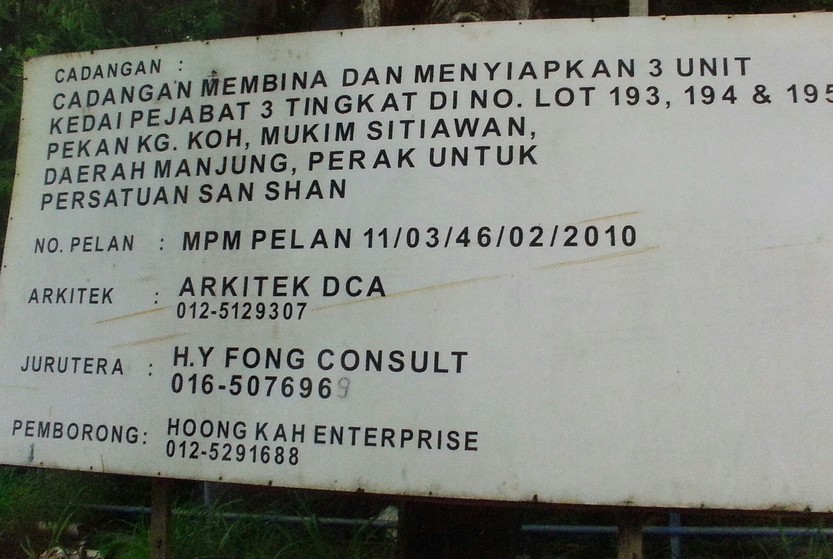 CADANGAN :
CADANGAN MEMBINA DAN MENYIAPKAN 3 UNIT
KEDAI PEJABAT 3 TINGKAT DI NO. LOT 193, 194 & 195
PEKAN KG. KOH, MUKIM SITIAWAN,
DAERAH MANJUNG, PERAK UNTUK
PERSATUAN SAN SHAN
NO. PELAN : MPM PELAN 11/03/46/02/2010
ARKITEK : ARKITEK DCA
012-5129307
JURUTERA : H.Y FONG CONSULT
016-5076969
PEMBORONG: HOONG KAH ENTERPRISE
012-5291688